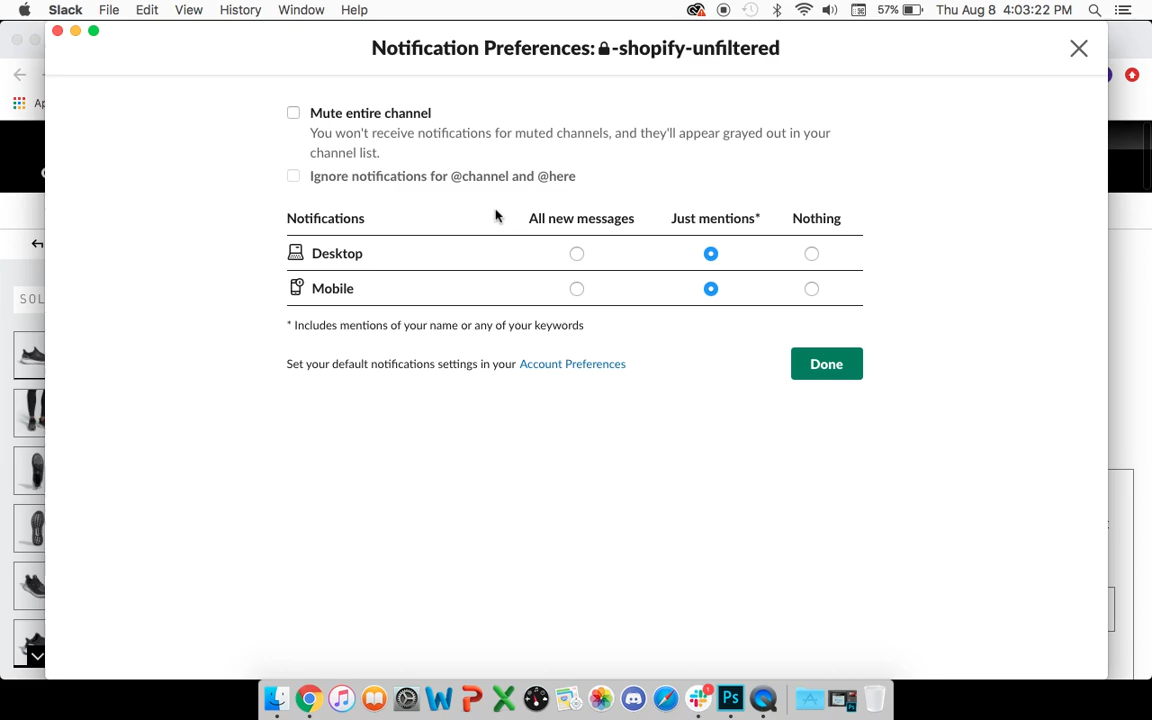 Slack File Edit View History Window Help 57% Thu Aug 8 4:03:22 PM
Notification Preferences: -shopify-unfiltered
Mute entire channel
You won't receive notifications for muted channels, and they'll appear grayed out in your
channel list.
Ignore notifications for @channel and @here
Notifications All new messages Just mentions* Nothing
Desktop
Mobile
* Includes mentions of your name or any of your keywords
Set your default notifications settings in your Account Preferences
Done
SOL
W P X Ps